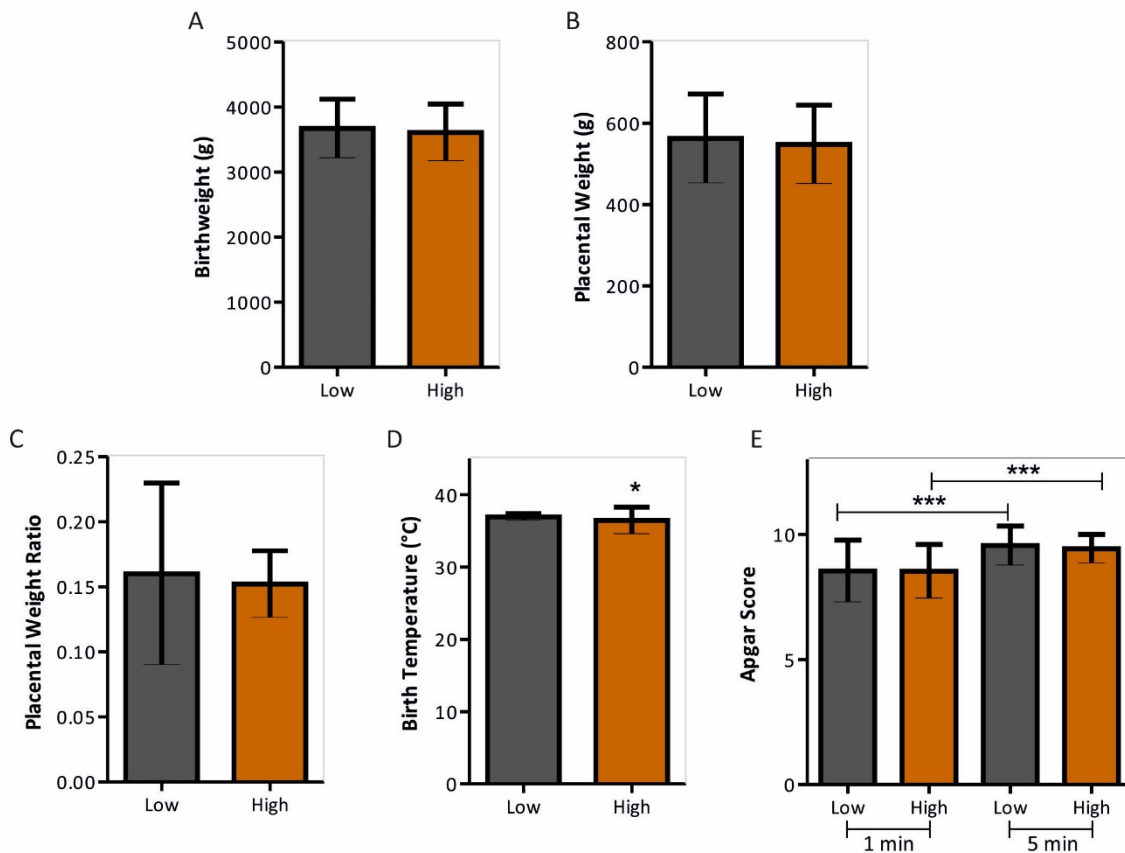 A
Birthweight (g)
5000
4000
3000
2000
1000
0
Low High
B
Placental Weight (g)
800
600
400
200
0
Low High
C
Placental Weight Ratio
0.25
0.20
0.15
0.10
0.05
0.00
Low High
D
Birth Temperature (°C)
40
30
20
10
0
*
Low High
E
Apgar Score
10
5
0
***
***
Low High Low High
1 min 5 min